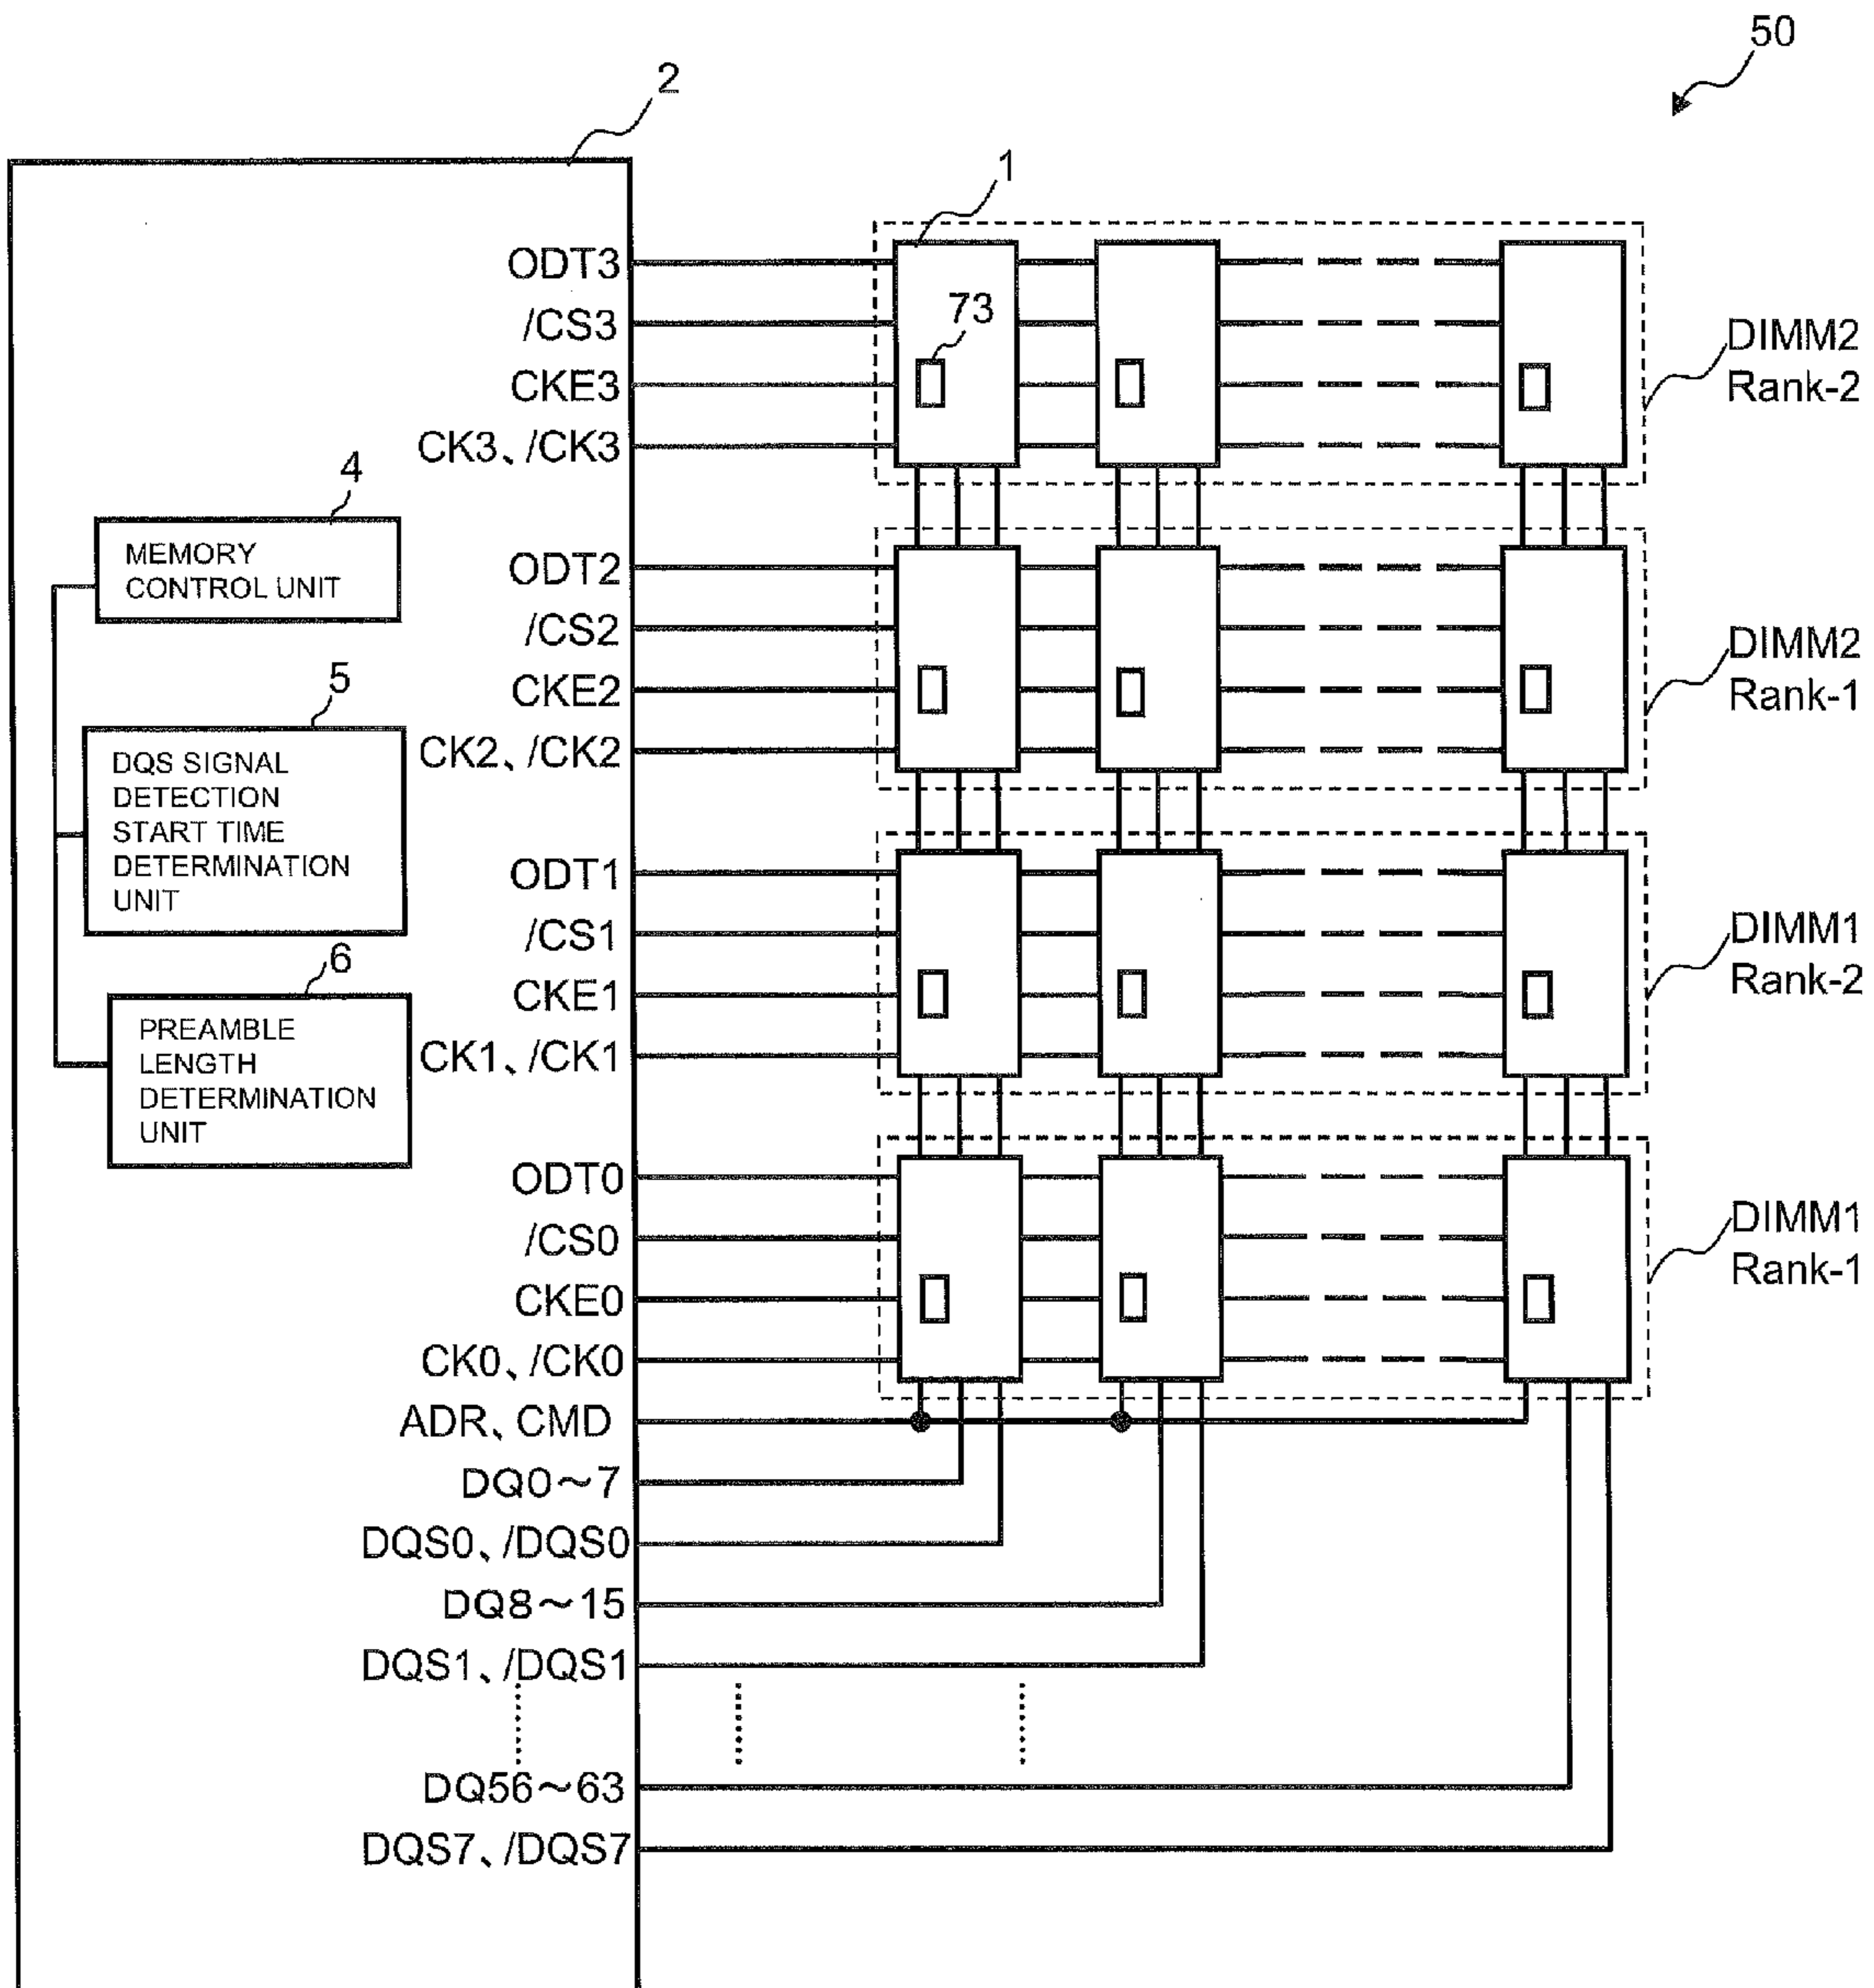 50
2
1
ODT3
73
/CS3
DIMM2
Rank-2
CKE3
CK3、/CK3
4
MEMORY
CONTROL UNIT
ODT2
/CS2
DIMM2
Rank-1
CKE2
5
CK2、/CK2
DQS SIGNAL
DETECTION
START TIME
DETERMINATION
UNIT
ODT1
/CS1
DIMM1
Rank-2
6
CKE1
PREAMBLE
LENGTH
DETERMINATION
UNIT
CK1、/CK1
ODT0
/CS0
DIMM1
Rank-1
CKE0
CK0、/CK0
ADR、CMD
DQ0～7
DQS0、/DQS0
DQ8～15
DQS1、/DQS1
DQ56～63
DQS7、/DQS7